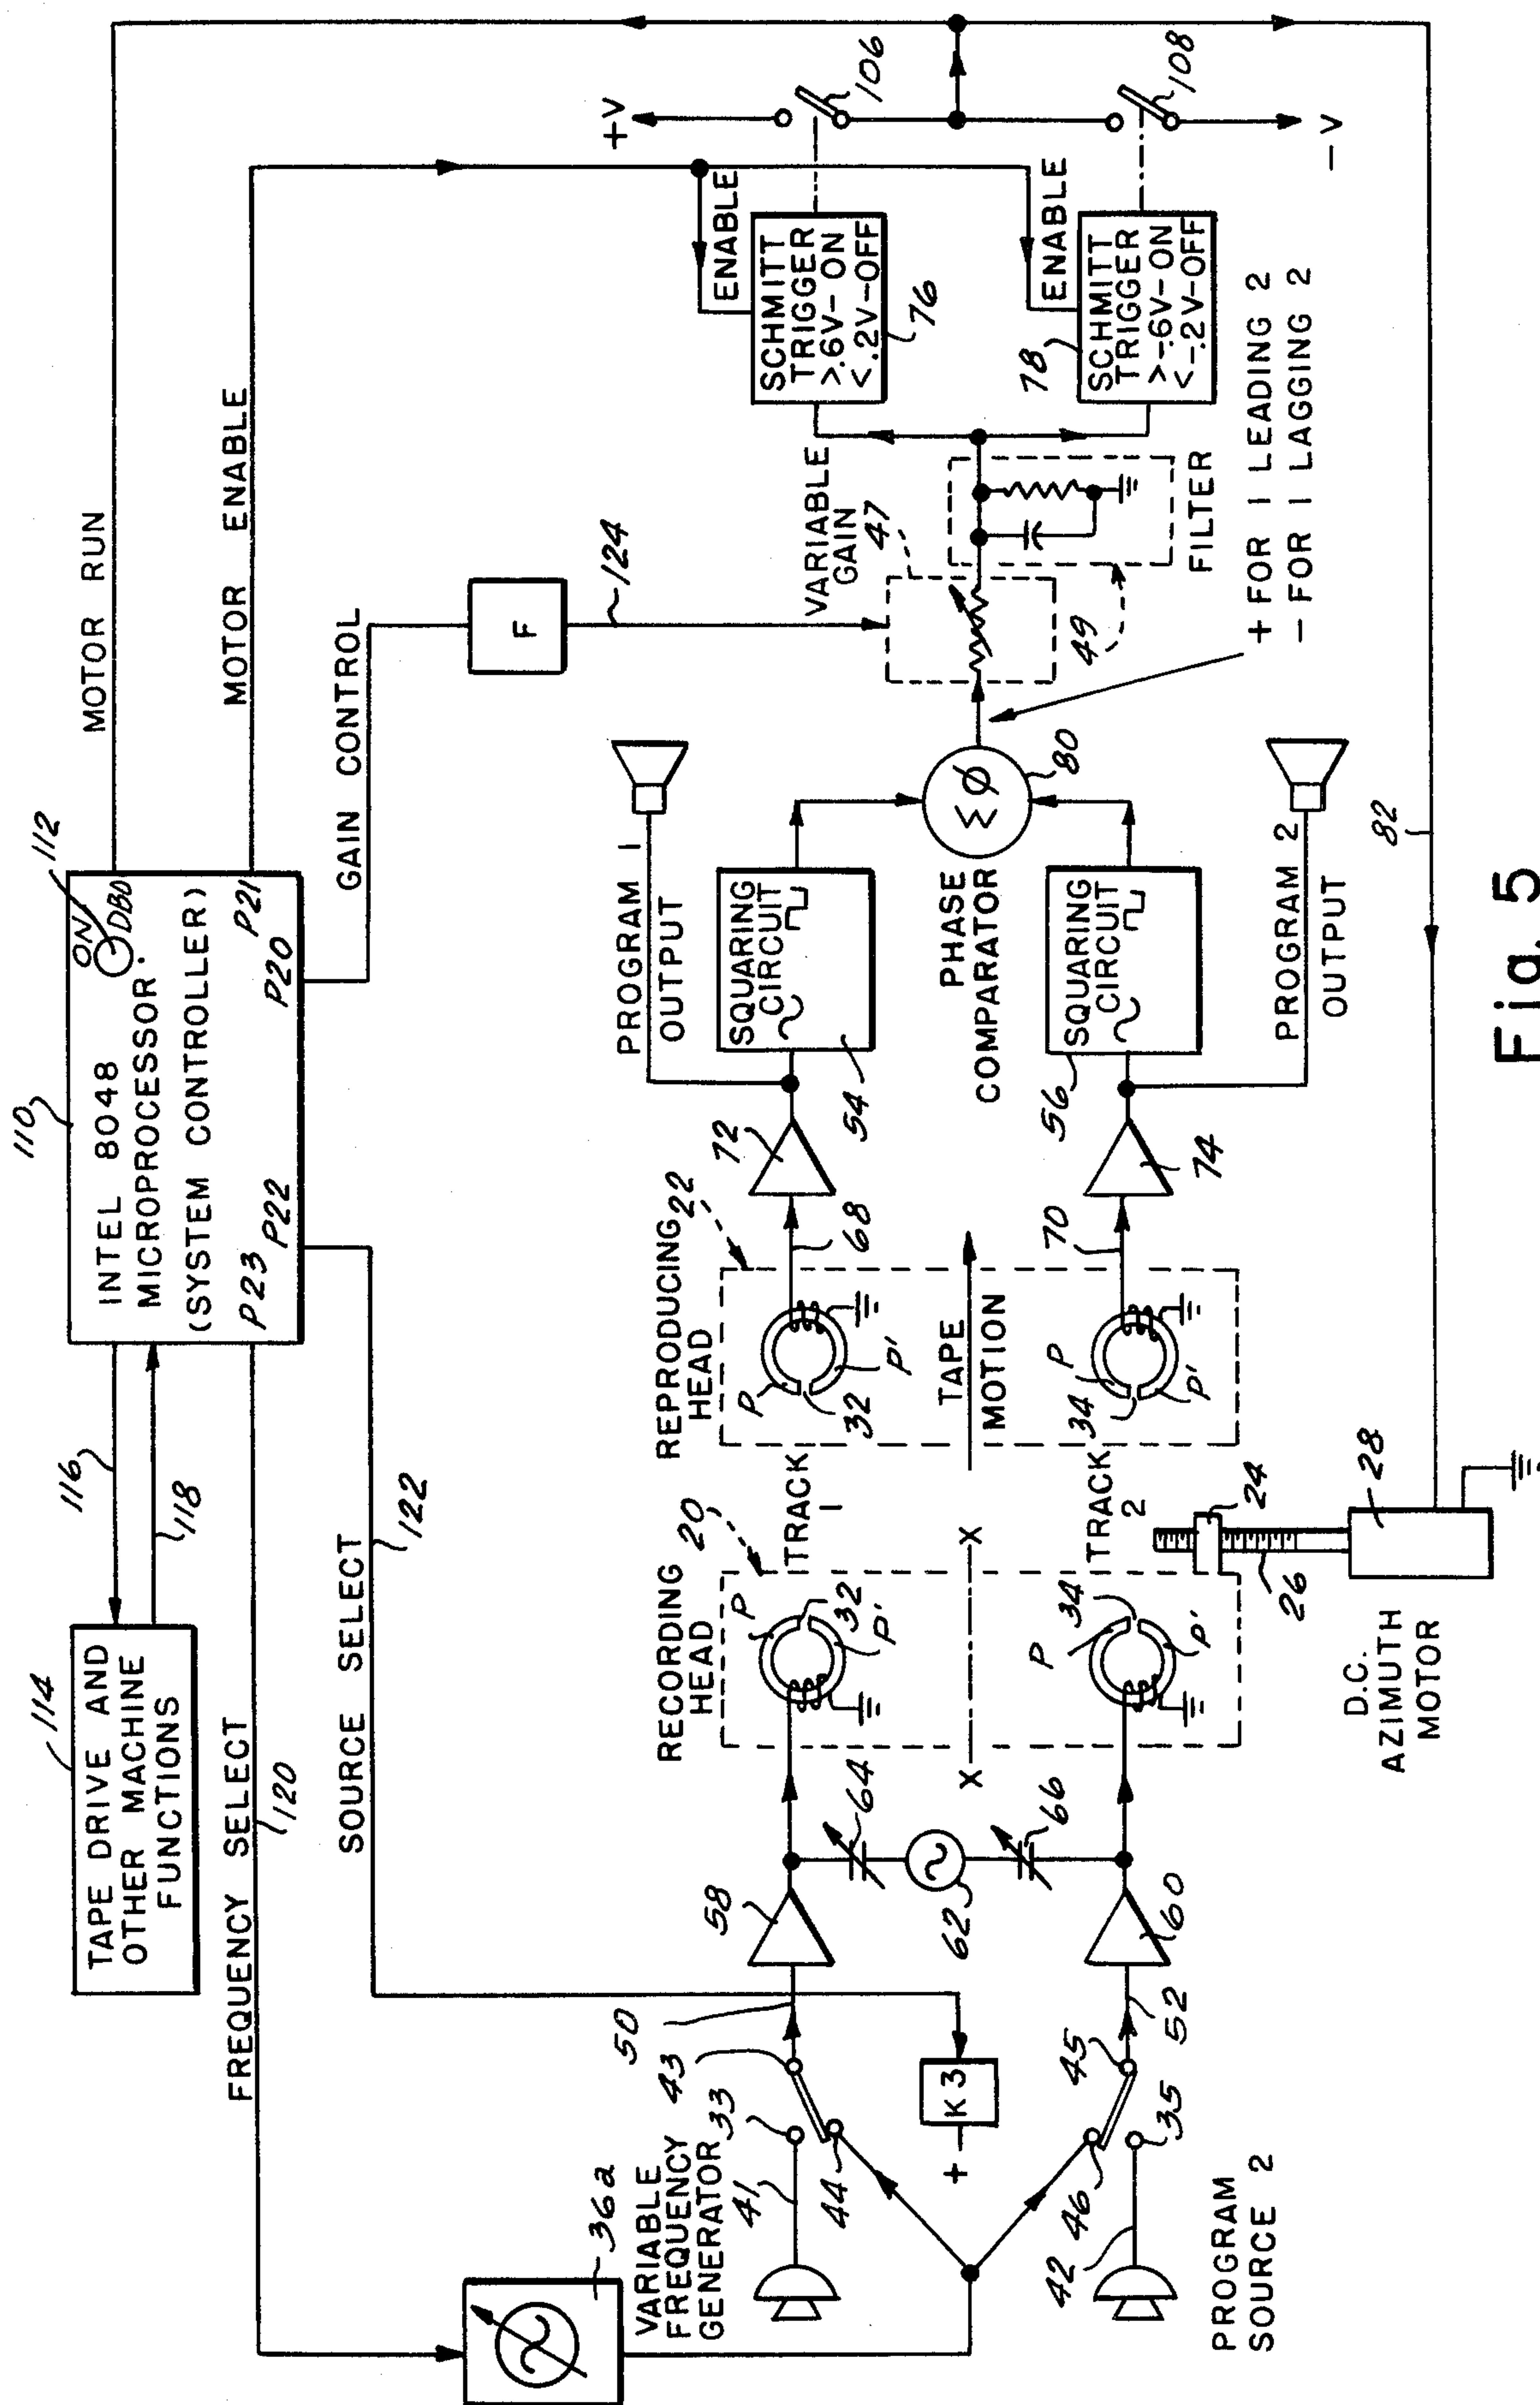 110
INTEL 8048
MICROPROCESSOR.
(SYSTEM CONTROLLER)
ON
112
DBO
P21
P20
P22
P23
MOTOR RUN
MOTOR ENABLE
GAIN CONTROL
114
TAPE DRIVE AND
OTHER MACHINE
FUNCTIONS
116
118
FREQUENCY SELECT
120
SOURCE SELECT
122
F
124
+V
106
108
-V
ENABLE
SCHMITT
TRIGGER
>.6V-ON
<.2V-OFF
76
ENABLE
SCHMITT
TRIGGER
>-.6V-ON
<-.2V-OFF
78
VARIABLE
GAIN
47
49
FILTER
+ FOR 1 LEADING 2
- FOR 1 LAGGING 2
PROGRAM 1
OUTPUT
SQUARING
CIRCUIT
54
PHASE
COMPARATOR
Σ Φ
80
SQUARING
CIRCUIT
56
PROGRAM 2
OUTPUT
82
72
74
68
70
REPRODUCING
HEAD
22
P
P'
32
TAPE
MOTION
P
P'
34
TRACK
1
TRACK
2
RECORDING
HEAD
20
P
P'
32
X
X
P
P'
34
24
26
28
D.C.
AZIMUTH
MOTOR
58
60
62
64
66
50
52
43
33
44
41
K3
+
45
46
35
42
36a
VARIABLE
FREQUENCY
GENERATOR
PROGRAM
SOURCE 2
Fig. 5